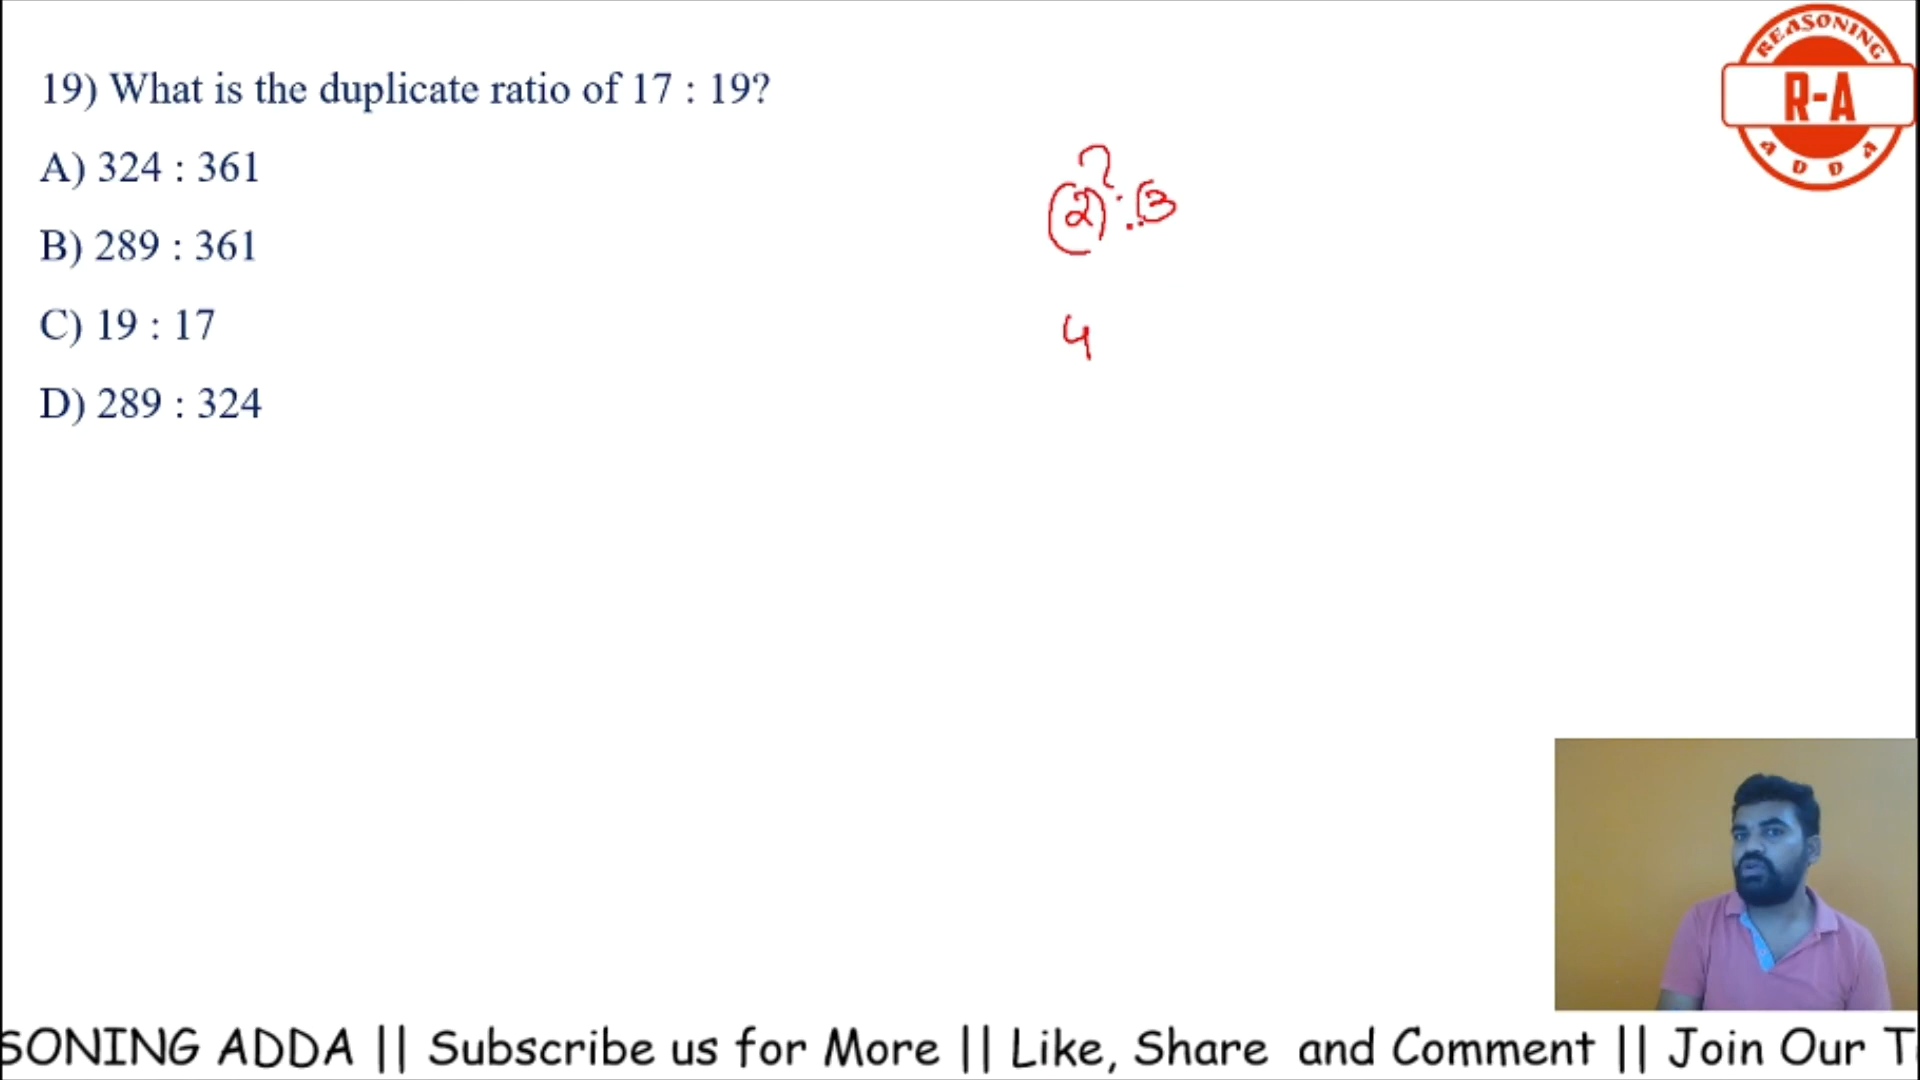 19) What is the duplicate ratio of 17 : 19?
A) 324 : 361
B) 289 : 361
C) 19 : 17
D) 289 : 324
(2)² : (3
4
REASONING
R-A
ADDA
SONING ADDA || Subscribe us for More || Like, Share and Comment || Join Our T